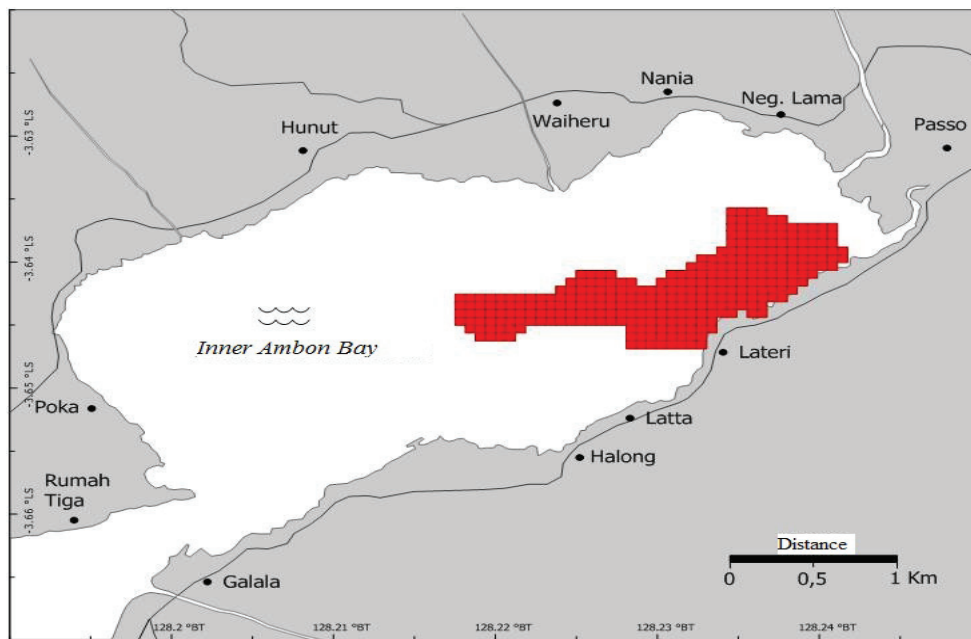 Nania
Neg. Lama
Waiheru
Hunut
Passo
-3.63 °LS
-3.64 °LS
Inner Ambon Bay
Lateri
-3.65 °LS
Poka
Latta
Halong
Rumah
Tiga
-3.66 °LS
Distance
0 0,5 1 Km
Galala
128.2 °BT 128.21 °BT 128.22 °BT 128.23 °BT 128.24 °BT